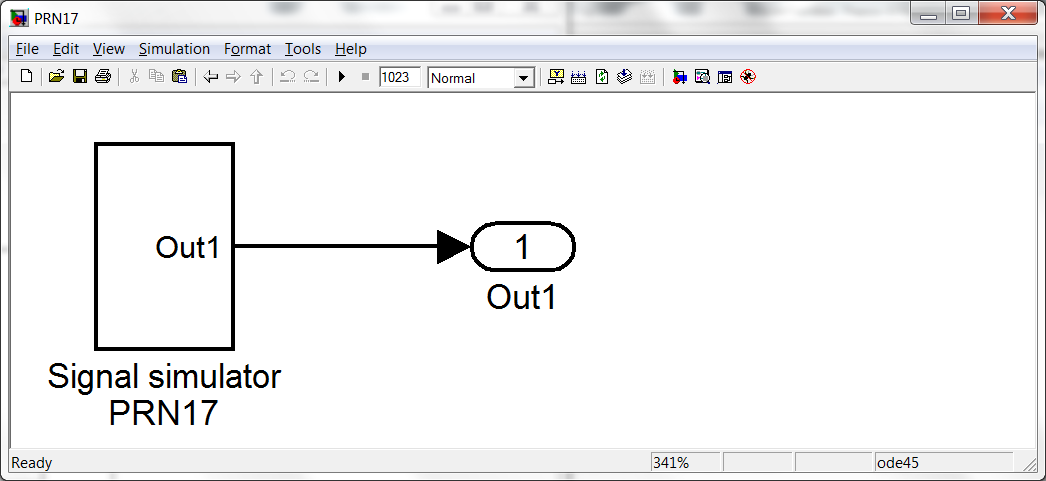 PRN17
File Edit View Simulation Format Tools Help
1023 Normal
Out1
1
Out1
Signal simulator
PRN17
Ready 341% ode45